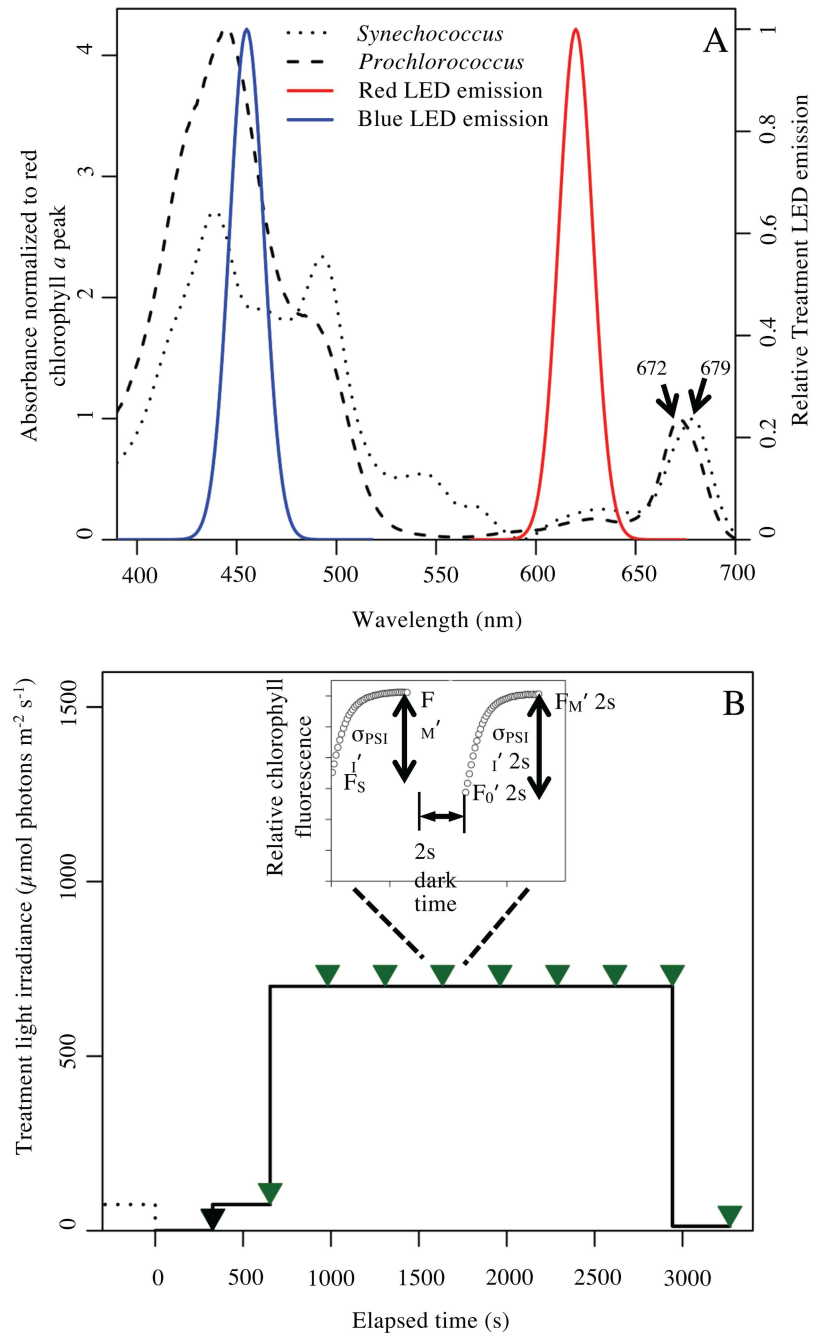 A
Synechococcus
Prochlorococcus
Red LED emission
Blue LED emission
Absorbance normalized to red
chlorophyll a peak
0
1
2
3
4
Relative Treatment LED emission
0
0.2
0.4
0.6
0.8
1
672
679
400
450
500
550
600
650
700
Wavelength (nm)
B
Treatment light irradiance (µmol photons m-2 s-1)
0
500
1000
1500
Relative chlorophyll
fluorescence
F
M′
σPSI
I′
FS
FM′ 2s
σPSI
I′ 2s
F0′ 2s
2s
dark
time
0
500
1000
1500
2000
2500
3000
Elapsed time (s)